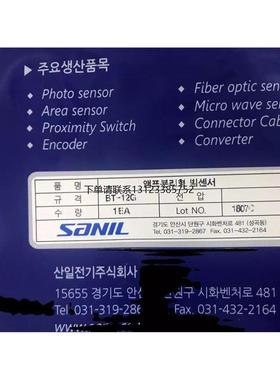 ▶ 주요생산품목
- Photo sensor
- Area sensor
- Proximity Switch
- Encoder
- Fiber optic sen
- Micro wave sen
- Connector Cab
- Converter
품 명
앰프분리형 빔센서
규 격
BT-12G
전 압
수 량
1EA
Lot NO.
1807C
下单请联系13123385752
SANIL
경기도 안산시 단원구 시화벤처로 481 (성곡동)
Tel. 031-319-2867 Fax. 031-432-2164
산일전기주식회사
15655 경기도 안산시 단원구 시화벤처로 481
Tel. 031-319-286 Fax. 031-432-2164